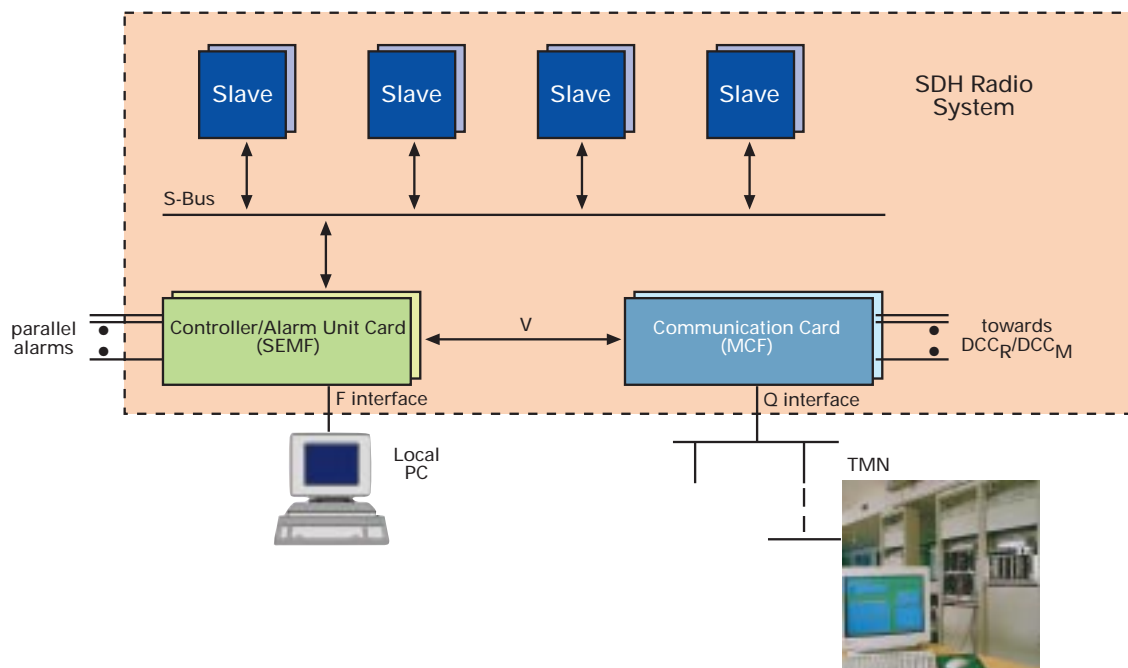 Slave
Slave
Slave
Slave
SDH Radio
System
S-Bus
parallel
alarms
Controller/Alarm Unit Card
(SEMF)
V
Communication Card
(MCF)
towards
DCCR/DCCM
F interface
Q interface
Local
PC
TMN